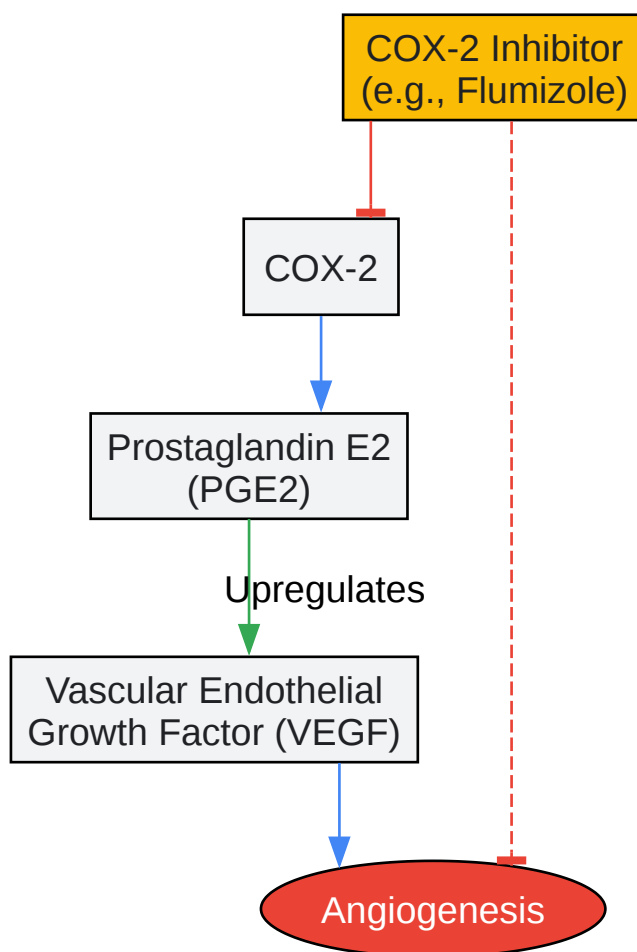 COX-2 Inhibitor
(e.g., Flumizole)
COX-2
Prostaglandin E2
(PGE2)
Upregulates
Vascular Endothelial
Growth Factor (VEGF)
Angiogenesis